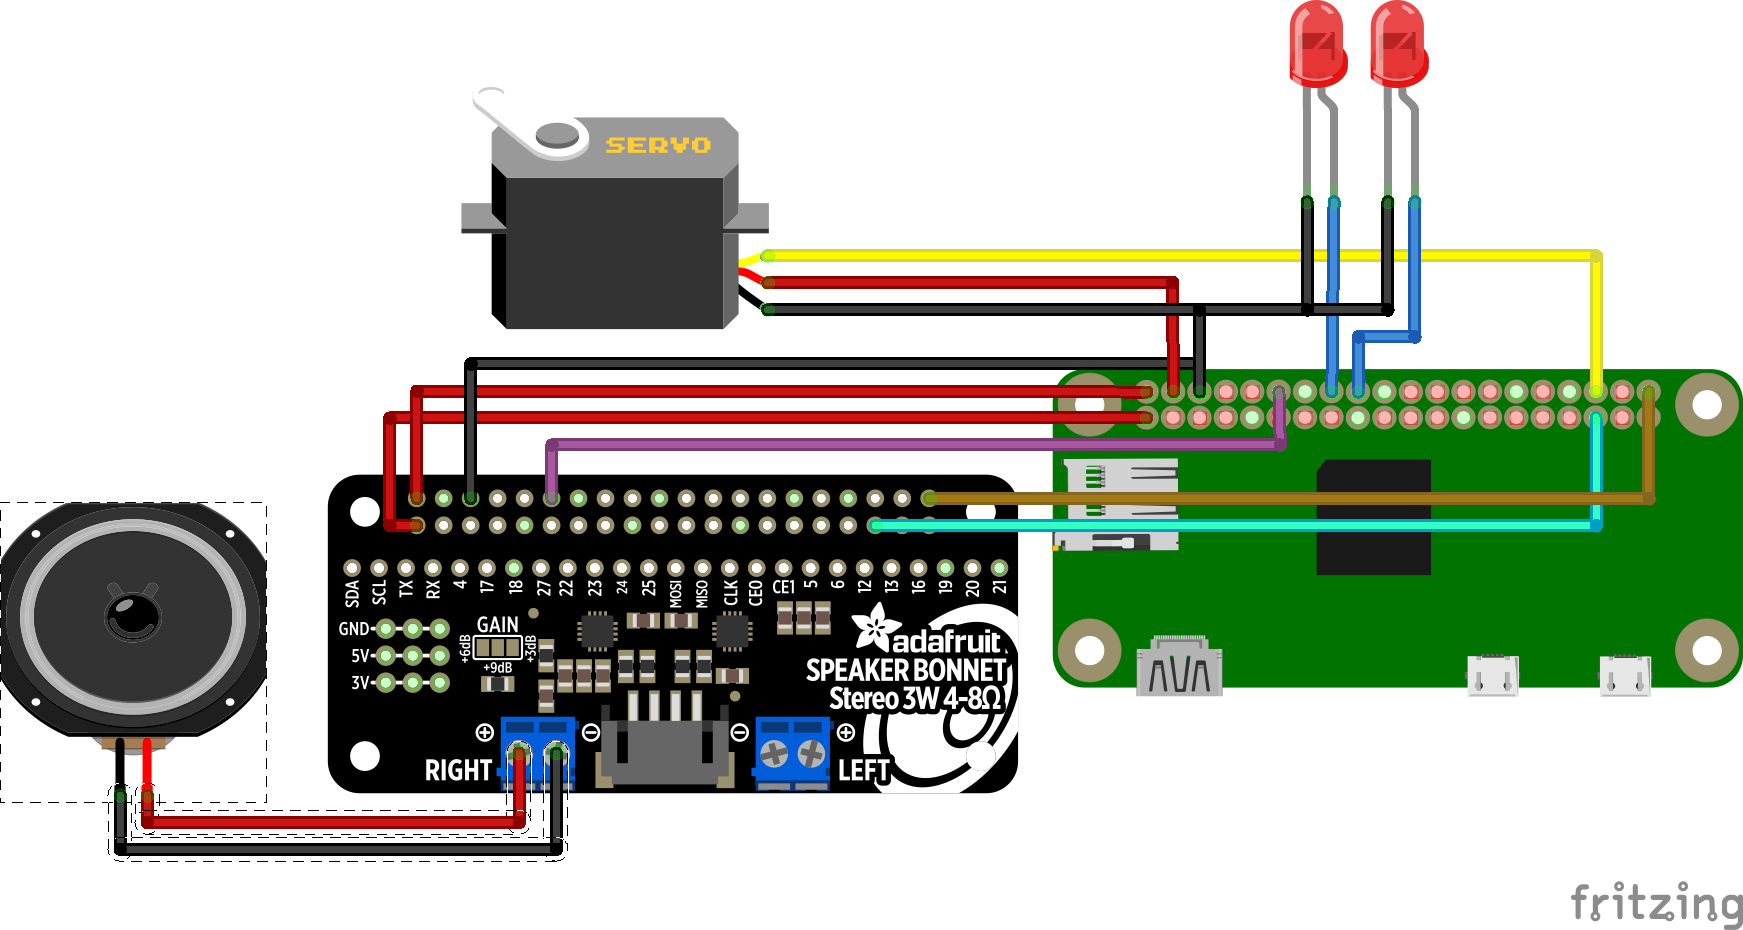 SERVO
SDA
SCL
TX
RX
4
17
18
27
22
23
24
25
MOSI
MISO
CLK
CE0
CE1
5
6
12
13
16
19
20
21
GND
5V
3V
GAIN
+6dB
+3dB
+9dB
adafruit
SPEAKER BONNET
Stereo 3W 4-8Ω
RIGHT
LEFT
fritzing